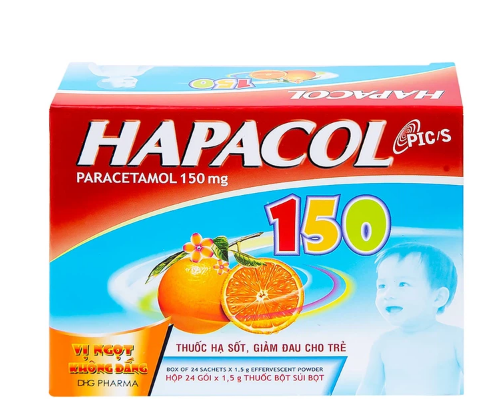 HAPACOL 150
HAPACOL PIC/S
PARACETAMOL 150 mg
150
THUỐC HẠ SỐT, GIẢM ĐAU CHO TRẺ
VỊ NGỌT
KHÔNG ĐẮNG
DHG PHARMA
BOX OF 24 SACHETS X 1,5 g EFFERVESCENT POWDER
HỘP 24 GÓI x 1,5 g THUỐC BỘT SỦI BỌT